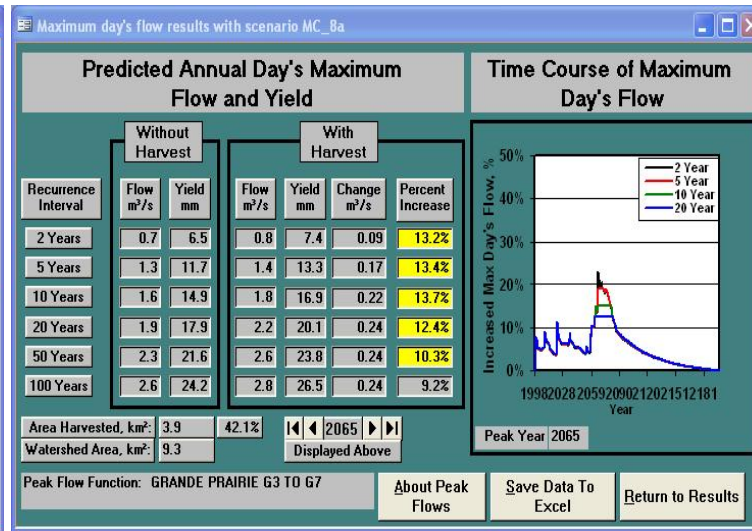 Maximum day's flow results with scenario MC_8a
Predicted Annual Day's Maximum
Flow and Yield
Without
Harvest
With
Harvest
Recurrence
Interval
Flow
m³/s
Yield
mm
Flow
m³/s
Yield
mm
Change
m³/s
Percent
Increase
2 Years 0.7 6.5 0.8 7.4 0.09 13.2%
5 Years 1.3 11.7 1.4 13.3 0.17 13.4%
10 Years 1.6 14.9 1.8 16.9 0.22 13.7%
20 Years 1.9 17.9 2.2 20.1 0.24 12.4%
50 Years 2.3 21.6 2.6 23.8 0.24 10.3%
100 Years 2.6 24.2 2.8 26.5 0.24 9.2%
Area Harvested, km²: 3.9 42.1%
Watershed Area, km²: 9.3
2065
Displayed Above
Time Course of Maximum
Day's Flow
Increased Max Day's Flow, %
50%
40%
30%
20%
10%
0%
2 Year
5 Year
10 Year
20 Year
1998202820592090212021512181
Year
Peak Year 2065
Peak Flow Function: GRANDE PRAIRIE G3 TO G7
About Peak
Flows
Save Data To
Excel
Return to Results